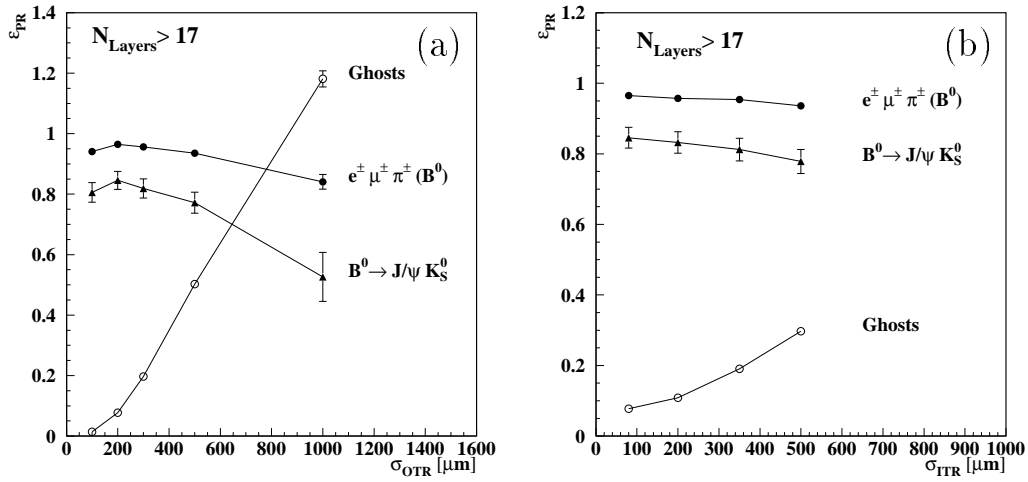 ε_PR
1.4
1.2
1
0.8
0.6
0.4
0.2
0
N_Layers > 17
(a)
Ghosts
e^± μ^± π^± (B^0)
B^0 → J/ψ K_S^0
0 200 400 600 800 1000 1200 1400 1600
σ_OTR [μm]
ε_PR
1.2
1
0.8
0.6
0.4
0.2
0
N_Layers > 17
(b)
e^± μ^± π^± (B^0)
B^0 → J/ψ K_S^0
Ghosts
0 100 200 300 400 500 600 700 800 900 1000
σ_ITR [μm]